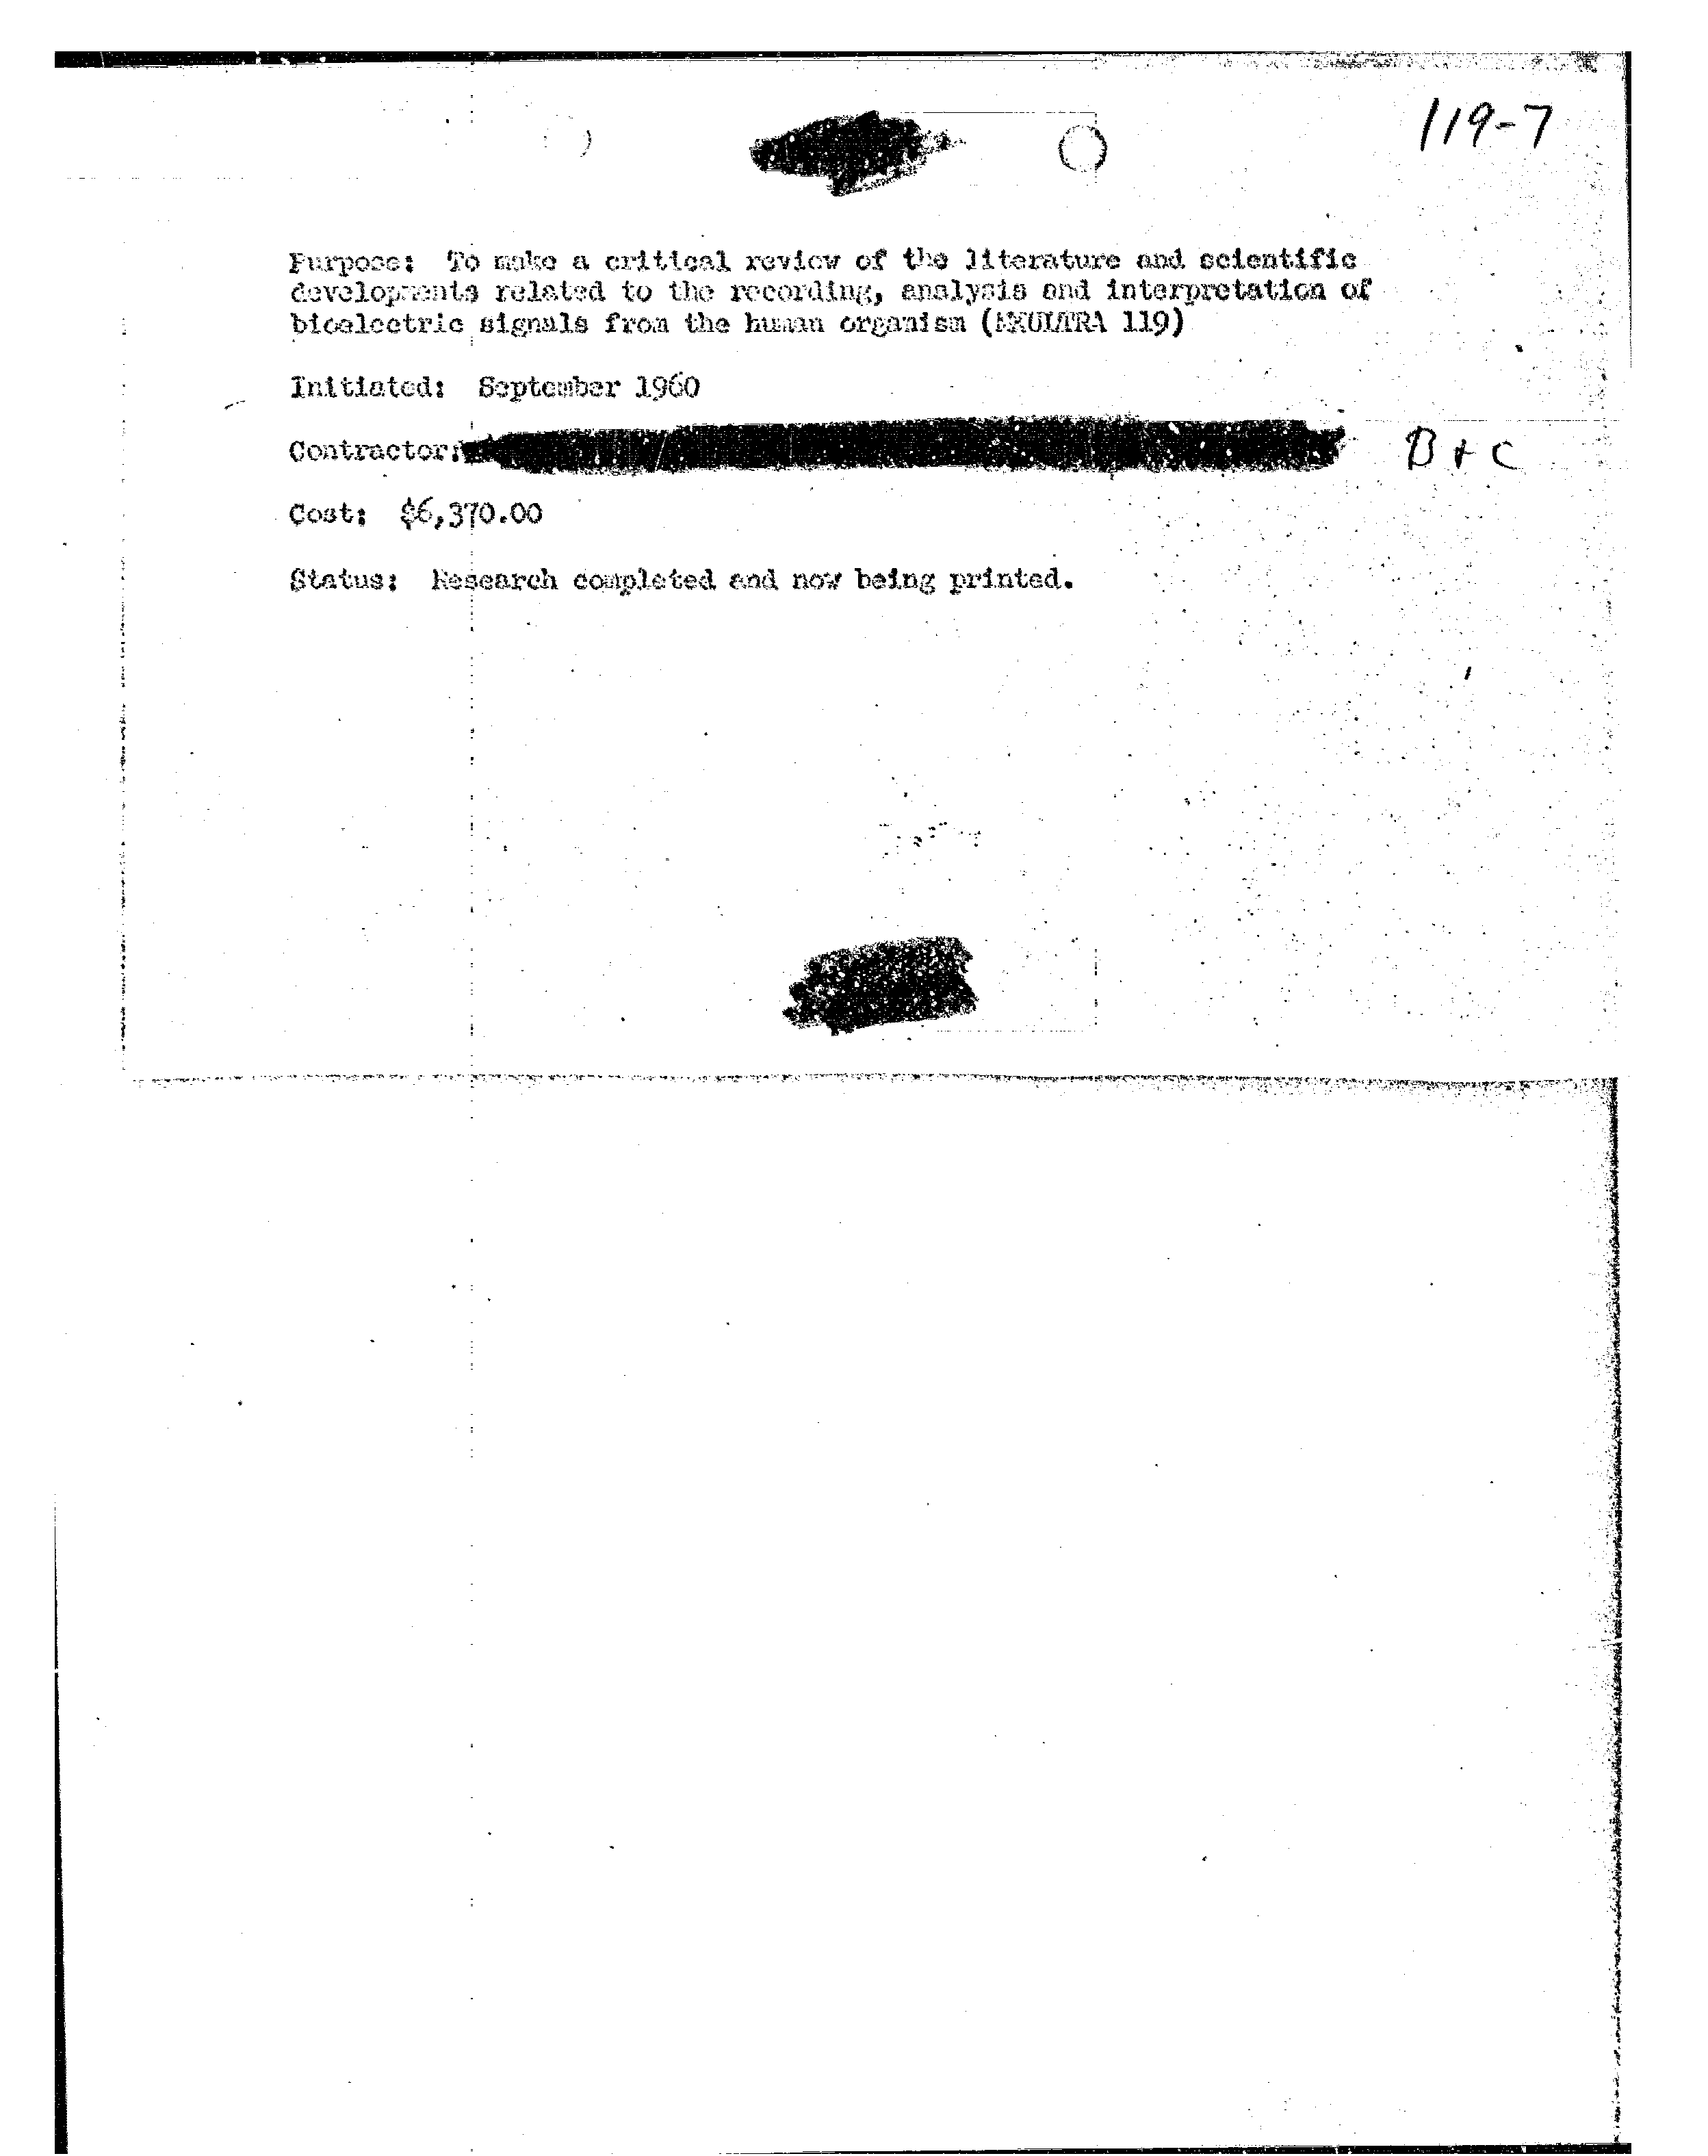 119-7
Purpose: To make a critical review of the literature and scientific
developments related to the recording, analysis and interpretation of
bioelectric signals from the human organism (MKULTRA 119)
Initiated: September 1960
Contractor:
B + C
Cost: $6,370.00
Status: Research completed and now being printed.